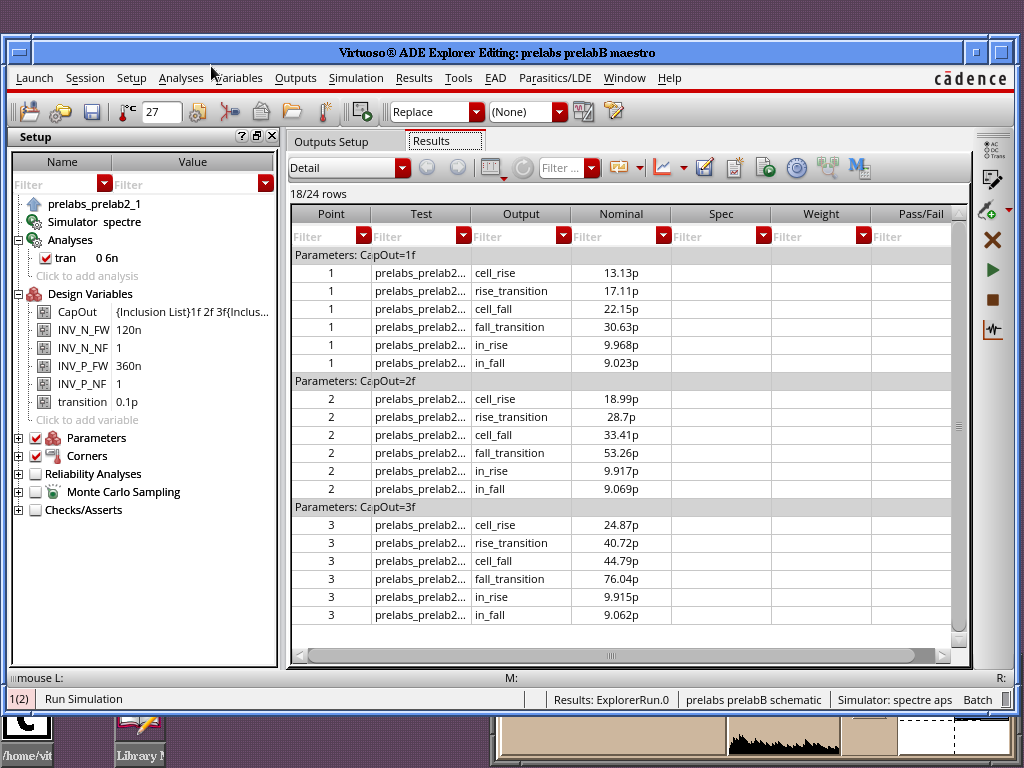 Virtuoso® ADE Explorer Editing: prelabs prelabB maestro
Launch Session Setup Analyses Variables Outputs Simulation Results Tools EAD Parasitics/LDE Window Help cādence
°C 27 Replace (None)
Setup
Name Value
Filter Filter
prelabs_prelab2_1
Simulator spectre
Analyses
tran 0 6n
Click to add analysis
Design Variables
CapOut {Inclusion List}1f 2f 3f{Inclus...
INV_N_FW 120n
INV_N_NF 1
INV_P_FW 360n
INV_P_NF 1
transition 0.1p
Click to add variable
Parameters
Corners
Reliability Analyses
Monte Carlo Sampling
Checks/Asserts
Outputs Setup Results
Detail Filter ...
18/24 rows
Point Test Output Nominal Spec Weight Pass/Fail
Filter Filter Filter Filter Filter Filter Filter
Parameters: CapOut=1f
1 prelabs_prelab2... cell_rise 13.13p
1 prelabs_prelab2... rise_transition 17.11p
1 prelabs_prelab2... cell_fall 22.15p
1 prelabs_prelab2... fall_transition 30.63p
1 prelabs_prelab2... in_rise 9.968p
1 prelabs_prelab2... in_fall 9.023p
Parameters: CapOut=2f
2 prelabs_prelab2... cell_rise 18.99p
2 prelabs_prelab2... rise_transition 28.7p
2 prelabs_prelab2... cell_fall 33.41p
2 prelabs_prelab2... fall_transition 53.26p
2 prelabs_prelab2... in_rise 9.917p
2 prelabs_prelab2... in_fall 9.069p
Parameters: CapOut=3f
3 prelabs_prelab2... cell_rise 24.87p
3 prelabs_prelab2... rise_transition 40.72p
3 prelabs_prelab2... cell_fall 44.79p
3 prelabs_prelab2... fall_transition 76.04p
3 prelabs_prelab2... in_rise 9.915p
3 prelabs_prelab2... in_fall 9.062p
AC
DC
Trans
mouse L: M: R:
1(2) Run Simulation Results: ExplorerRun.0 prelabs prelabB schematic Simulator: spectre aps Batch
/home/vit Library